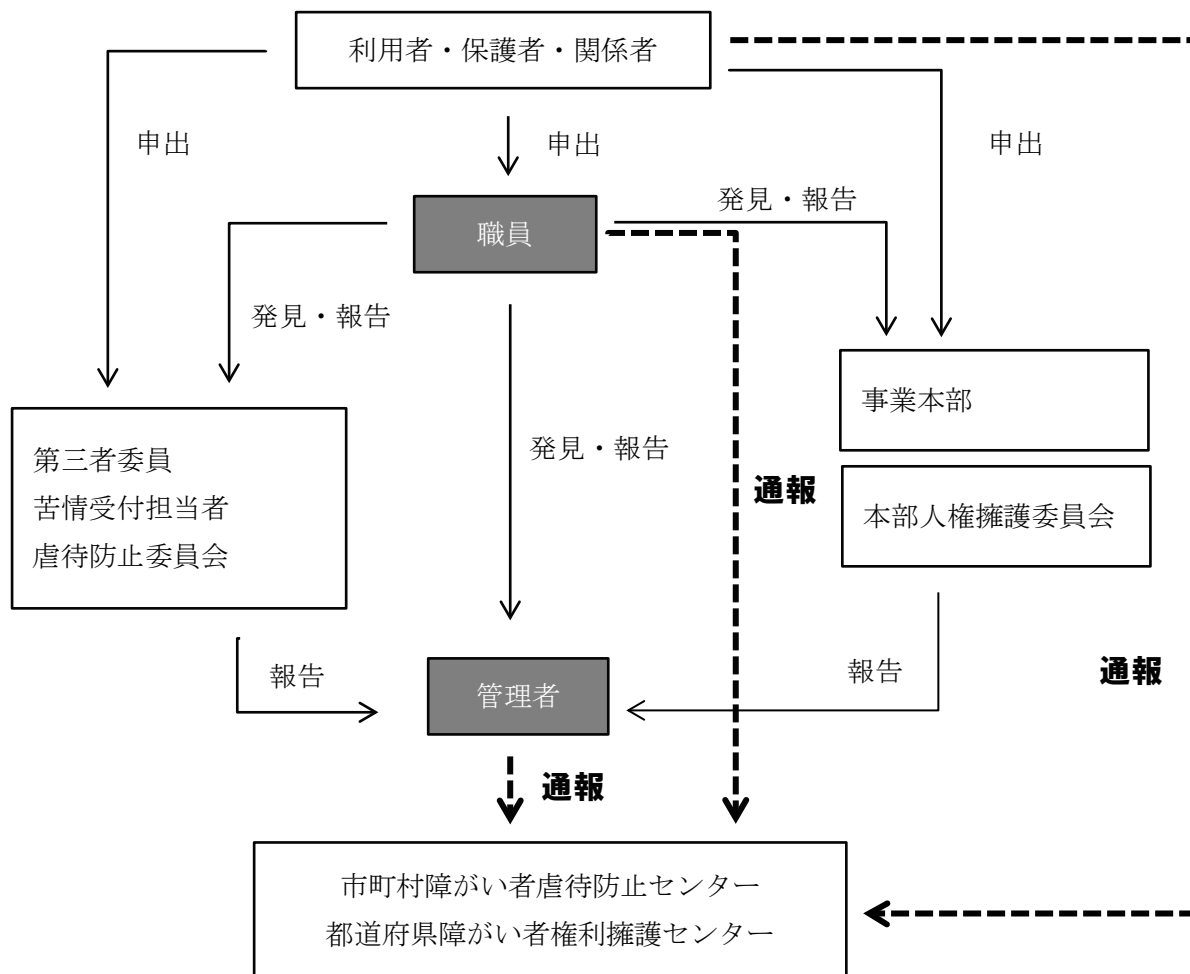 利用者・保護者・関係者
申出
申出
申出
職員
発見・報告
発見・報告
事業本部
第三者委員
苦情受付担当者
虐待防止委員会
発見・報告
通報
本部人権擁護委員会
報告
管理者
報告
通報
通報
市町村障がい者虐待防止センター
都道府県障がい者権利擁護センター